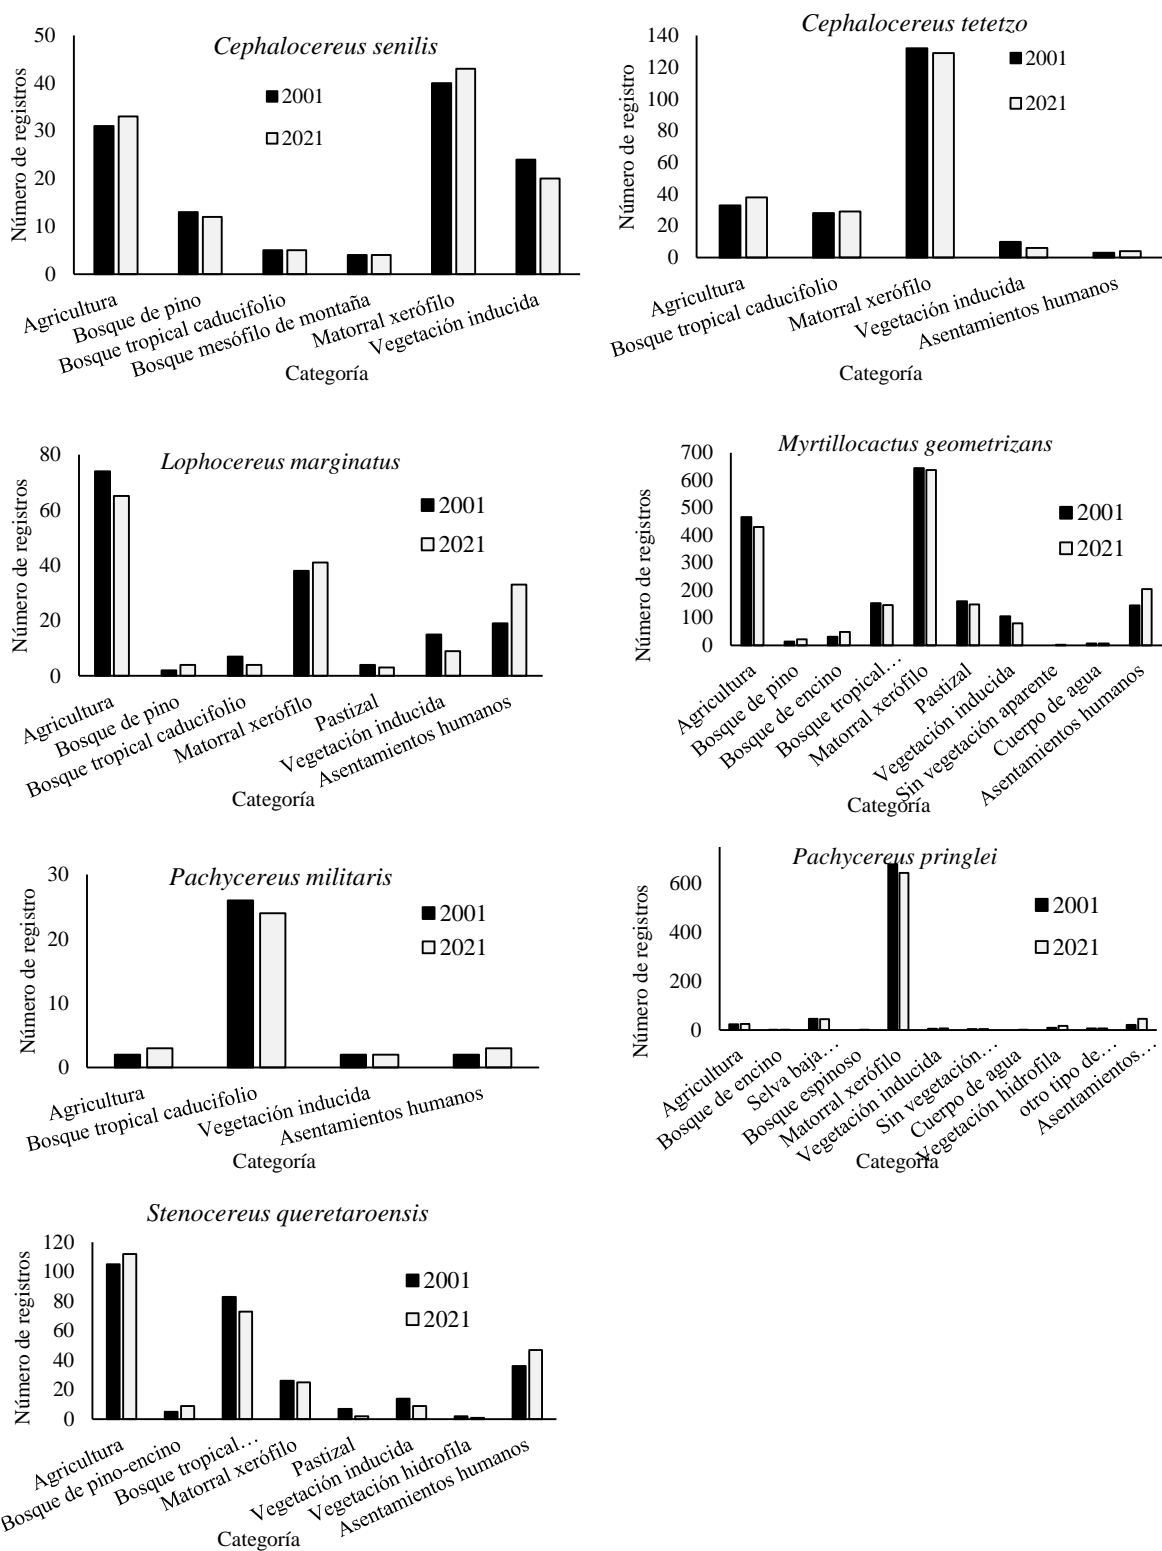 Cephalocereus senilis
Número de registros
50
40
30
20
10
0
2001
2021
Agricultura
Bosque de pino
Bosque tropical caducifolio
Bosque mesófilo de montaña
Matorral xerófilo
Vegetación inducida
Categoría
Cephalocereus tetetzo
Número de registro
140
120
100
80
60
40
20
0
2001
2021
Agricultura
Bosque tropical caducifolio
Matorral xerófilo
Vegetación inducida
Asentamientos humanos
Categoría
Lophocereus marginatus
Número de registros
80
60
40
20
0
2001
2021
Agricultura
Bosque de pino
Bosque tropical caducifolio
Matorral xerófilo
Pastizal
Vegetación inducida
Asentamientos humanos
Categoría
Myrtillocactus geometrizans
Número de registros
700
600
500
400
300
200
100
0
2001
2021
Agricultura
Bosque de pino
Bosque de encino
Bosque tropical…
Matorral xerófilo
Pastizal
Vegetación inducida
Sin vegetación aparente
Cuerpo de agua
Asentamientos humanos
Categoría
Pachycereus militaris
Número de registro
30
20
10
0
2001
2021
Agricultura
Bosque tropical caducifolio
Vegetación inducida
Asentamientos humanos
Categoría
Pachycereus pringlei
Número de registros
600
400
200
0
2001
2021
Agricultura
Bosque de encino
Selva baja…
Bosque espinoso
Matorral xerófilo
Vegetación inducida
Sin vegetación…
Cuerpo de agua
Vegetación hidrofila
otro tipo de…
Asentamientos…
Categoría
Stenocereus queretaroensis
Número de registros
120
100
80
60
40
20
0
2001
2021
Agricultura
Bosque de pino-encino
Bosque tropical…
Matorral xerófilo
Pastizal
Vegetación inducida
Vegetación hidrofila
Asentamientos humanos
Categoría